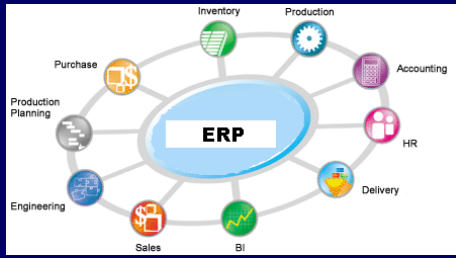 Inventory
Production
Purchase
Accounting
Production
Planning
ERP
HR
Delivery
Engineering
Sales
BI